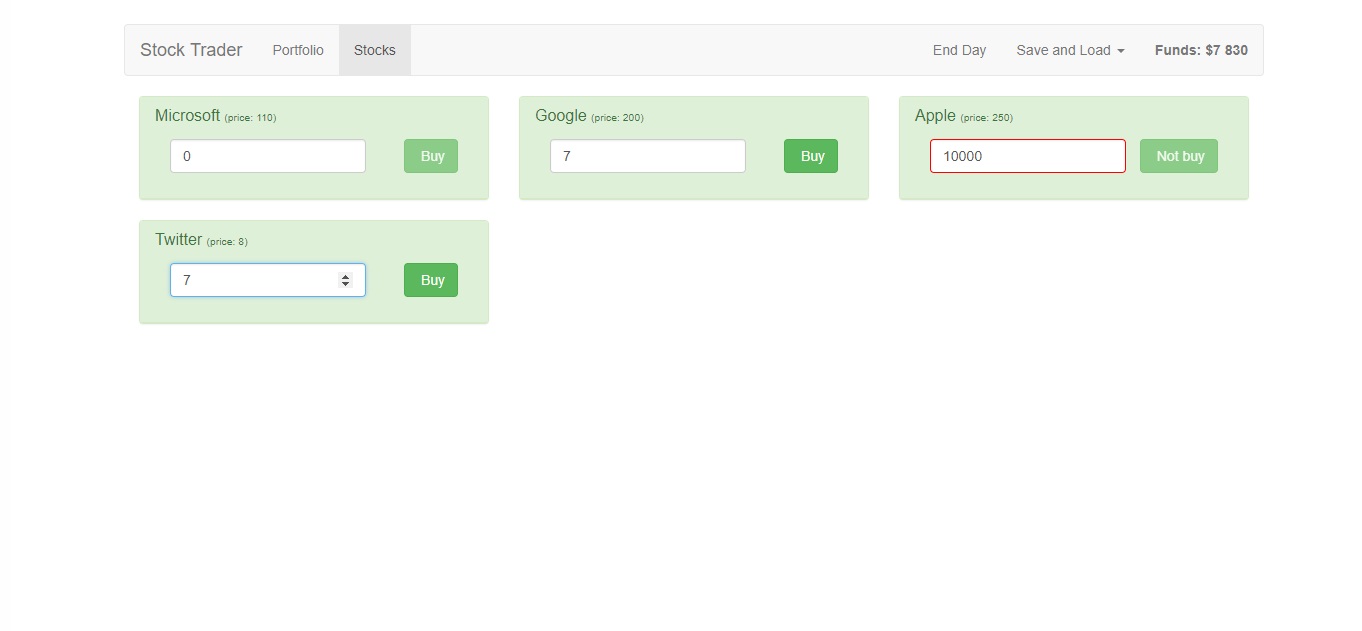 Stock Trader Portfolio Stocks End Day Save and Load Funds: $7 830
Microsoft (price: 110)
0 Buy
Google (price: 200)
7 Buy
Apple (price: 250)
10000 Not buy
Twitter (price: 8)
7 Buy